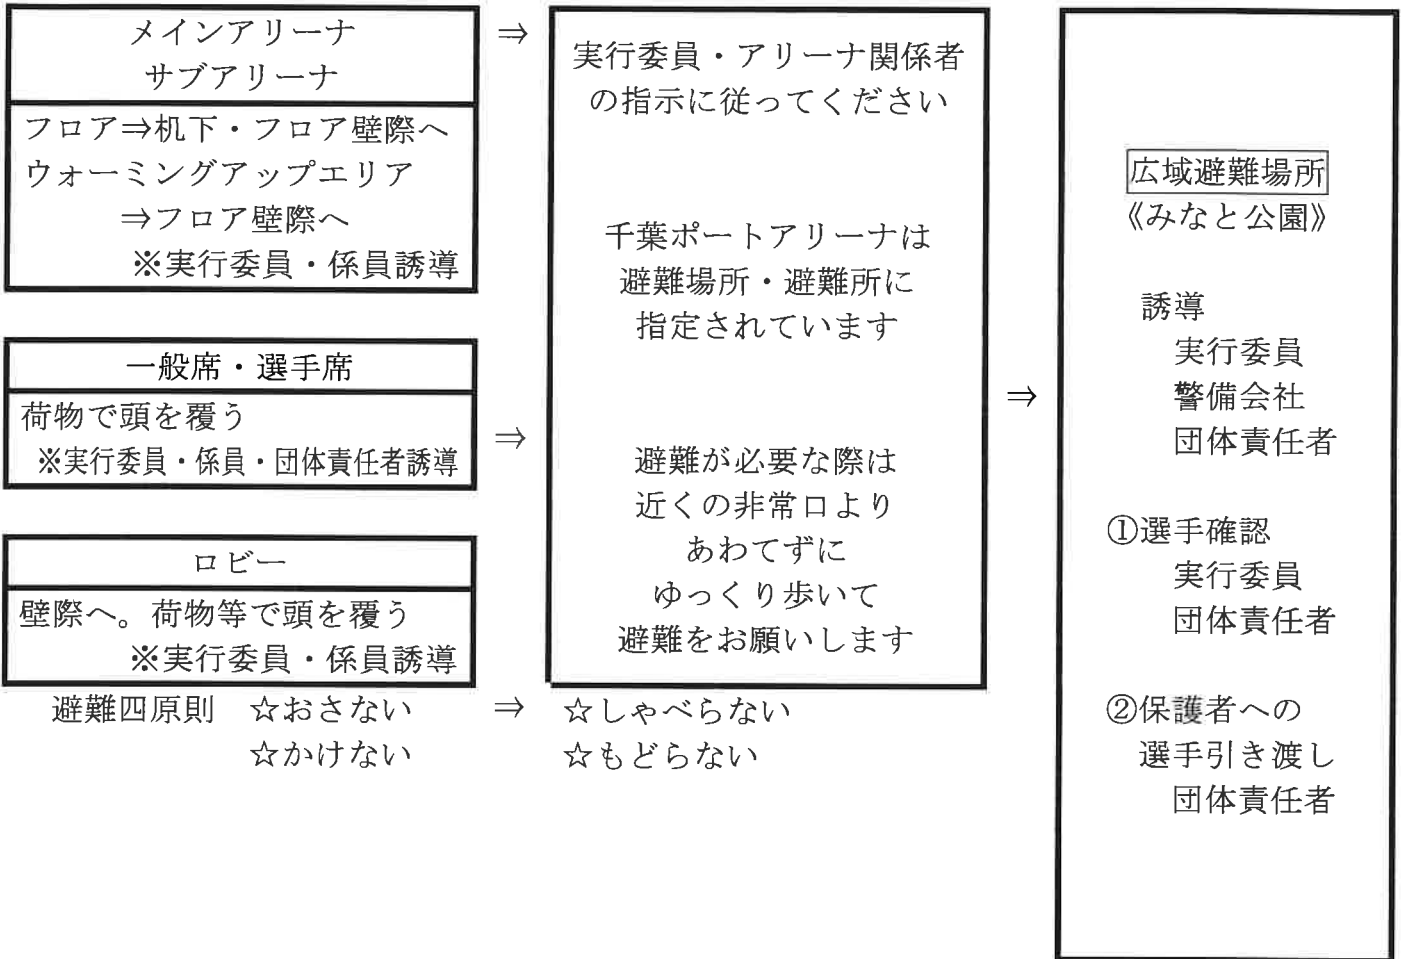 メインアリーナ
サブアリーナ
フロア⇒机下・フロア壁際へ
ウォーミングアップエリア
⇒フロア壁際へ
※実行委員・係員誘導
⇒
一般席・選手席
荷物で頭を覆う
※実行委員・係員・団体責任者誘導
⇒
ロビー
壁際へ。荷物等で頭を覆う
※実行委員・係員誘導
⇒
実行委員・アリーナ関係者
の指示に従ってください
千葉ポートアリーナは
避難場所・避難所に
指定されています
避難が必要な際は
近くの非常口より
あわてずに
ゆっくり歩いて
避難をお願いします
⇒
広域避難場所
《みなと公園》
誘導
実行委員
警備会社
団体責任者
①選手確認
実行委員
団体責任者
②保護者への
選手引き渡し
団体責任者
避難四原則 ☆おさない ☆しゃべらない
☆かけない ☆もどらない